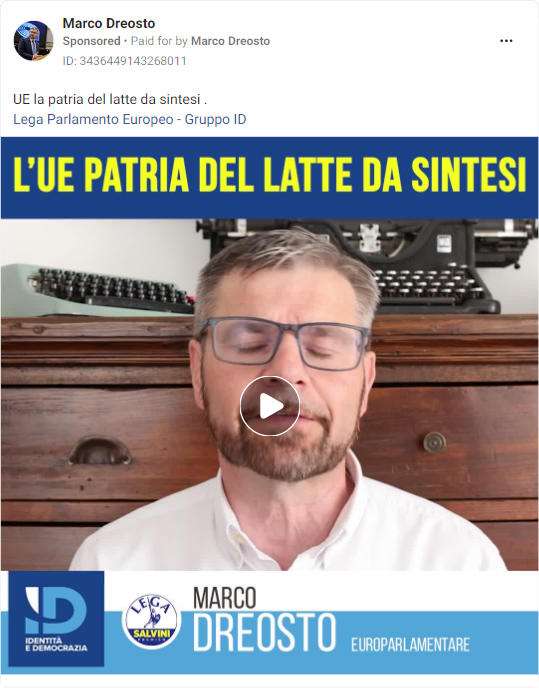 Marco Dreosto
Sponsored • Paid for by Marco Dreosto
ID: 3436449143268011
UE la patria del latte da sintesi .
Lega Parlamento Europeo - Gruppo ID
L'UE PATRIA DEL LATTE DA SINTESI
ID
IDENTITÀ
E DEMOCRAZIA
LEGA
SALVINI
PREMIER
MARCO
DREOSTO EUROPARLAMENTARE